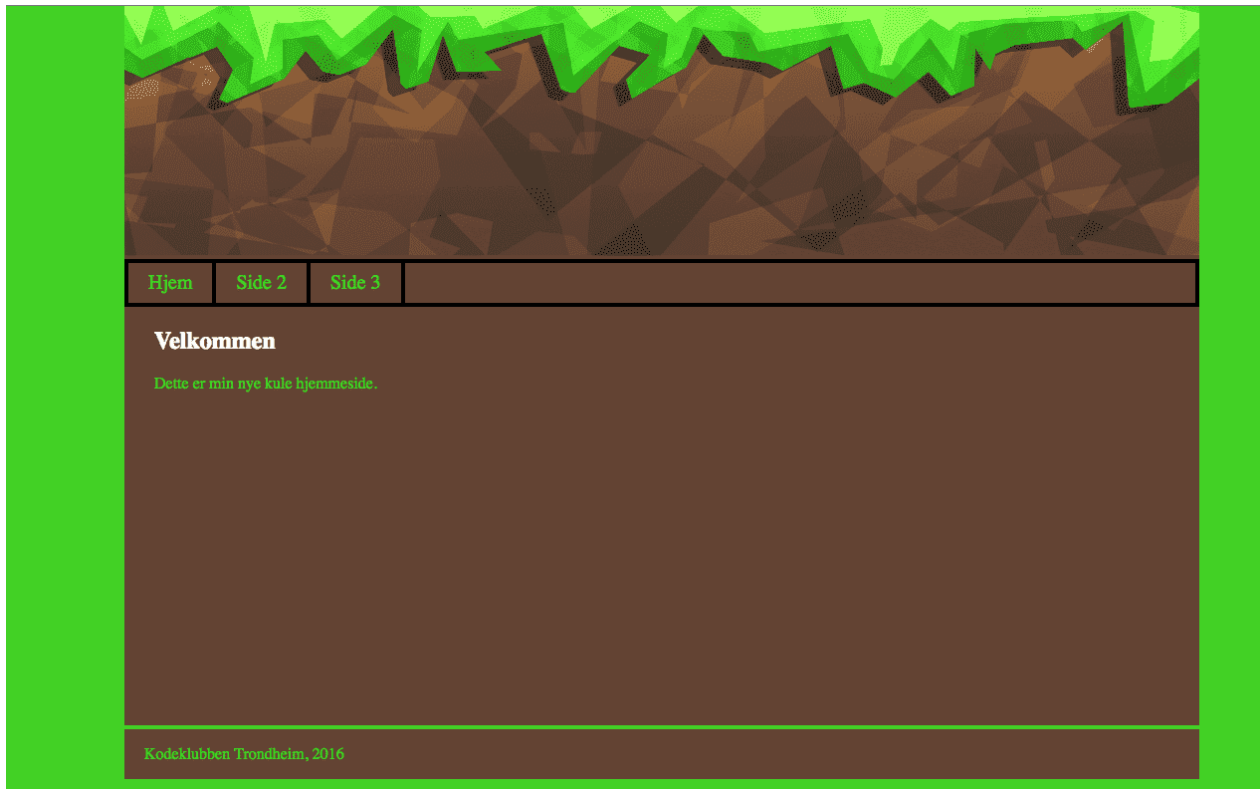 Hjem
Side 2
Side 3
Velkommen
Dette er min nye kule hjemmeside.
Kodeklubben Trondheim, 2016